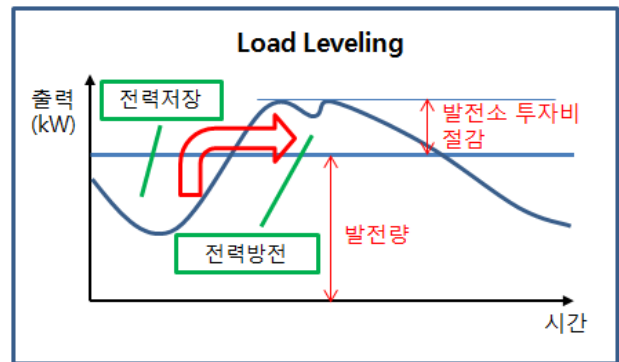 Load Leveling
출력
(kW)
전력저장
발전소 투자비
절감
전력방전
발전량
시간